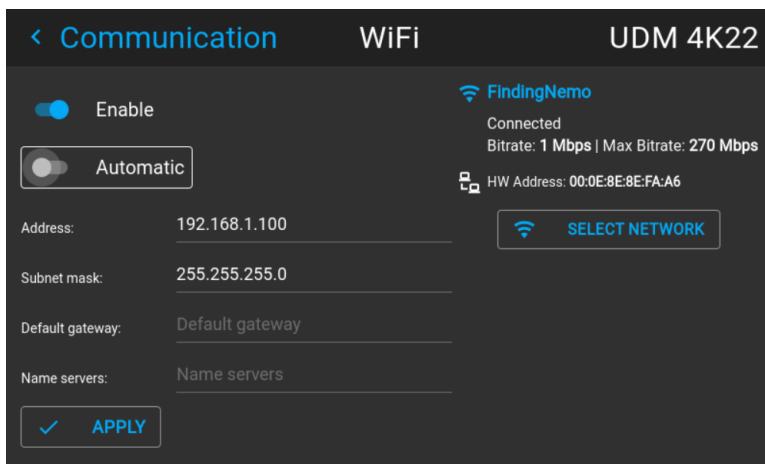 Communication WiFi UDM 4K22
Enable
Automatic
Address: 192.168.1.100
Subnet mask: 255.255.255.0
Default gateway: Default gateway
Name servers: Name servers
APPLY
FindingNemo
Connected
Bitrate: 1 Mbps | Max Bitrate: 270 Mbps
HW Address: 00:0E:8E:8E:FA:A6
SELECT NETWORK